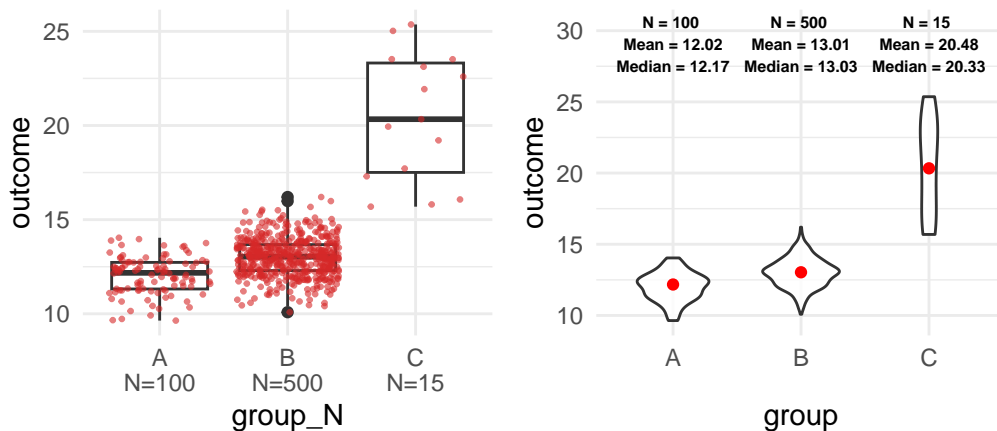 outcome
25
20
15
10
A
N=100
B
N=500
C
N=15
group_N
outcome
30
25
20
15
10
N = 100
Mean = 12.02
Median = 12.17
N = 500
Mean = 13.01
Median = 13.03
N = 15
Mean = 20.48
Median = 20.33
A
B
C
group